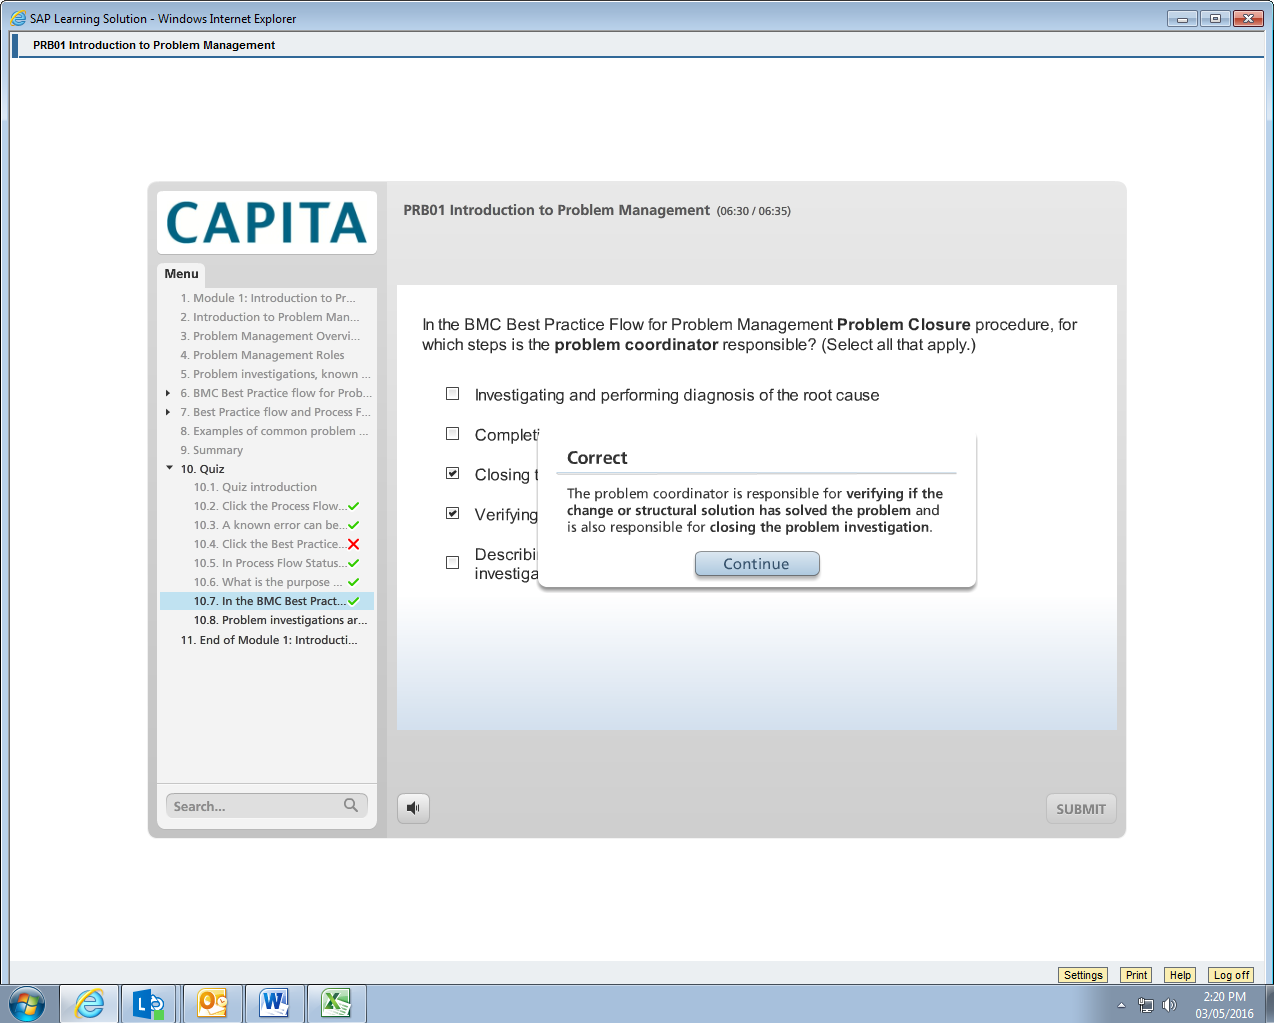 SAP Learning Solution - Windows Internet Explorer
PRB01 Introduction to Problem Management
CAPITA
PRB01 Introduction to Problem Management (06:30 / 06:35)
Menu
1. Module 1: Introduction to Pr...
2. Introduction to Problem Man...
3. Problem Management Overvi...
4. Problem Management Roles
5. Problem investigations, known ...
6. BMC Best Practice flow for Prob...
7. Best Practice flow and Process F...
8. Examples of common problem ...
9. Summary
10. Quiz
10.1. Quiz introduction
10.2. Click the Process Flow...
10.3. A known error can be...
10.4. Click the Best Practice...
10.5. In Process Flow Status...
10.6. What is the purpose ...
10.7. In the BMC Best Pract...
10.8. Problem investigations ar...
11. End of Module 1: Introducti...
Search...
In the BMC Best Practice Flow for Problem Management Problem Closure procedure, for
which steps is the problem coordinator responsible? (Select all that apply.)
Investigating and performing diagnosis of the root cause
Completi
Closing t
Verifying
Describi
investiga
Correct
The problem coordinator is responsible for verifying if the
change or structural solution has solved the problem and
is also responsible for closing the problem investigation.
Continue
SUBMIT
Settings
Print
Help
Log off
2:20 PM
03/05/2016